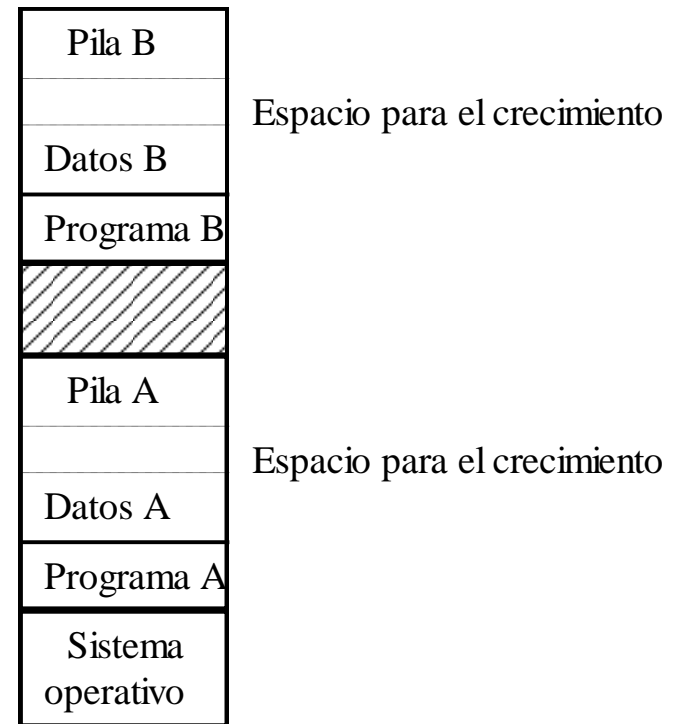 Pila B
Espacio para el crecimiento
Datos B
Programa B
Pila A
Espacio para el crecimiento
Datos A
Programa A
Sistema
operativo